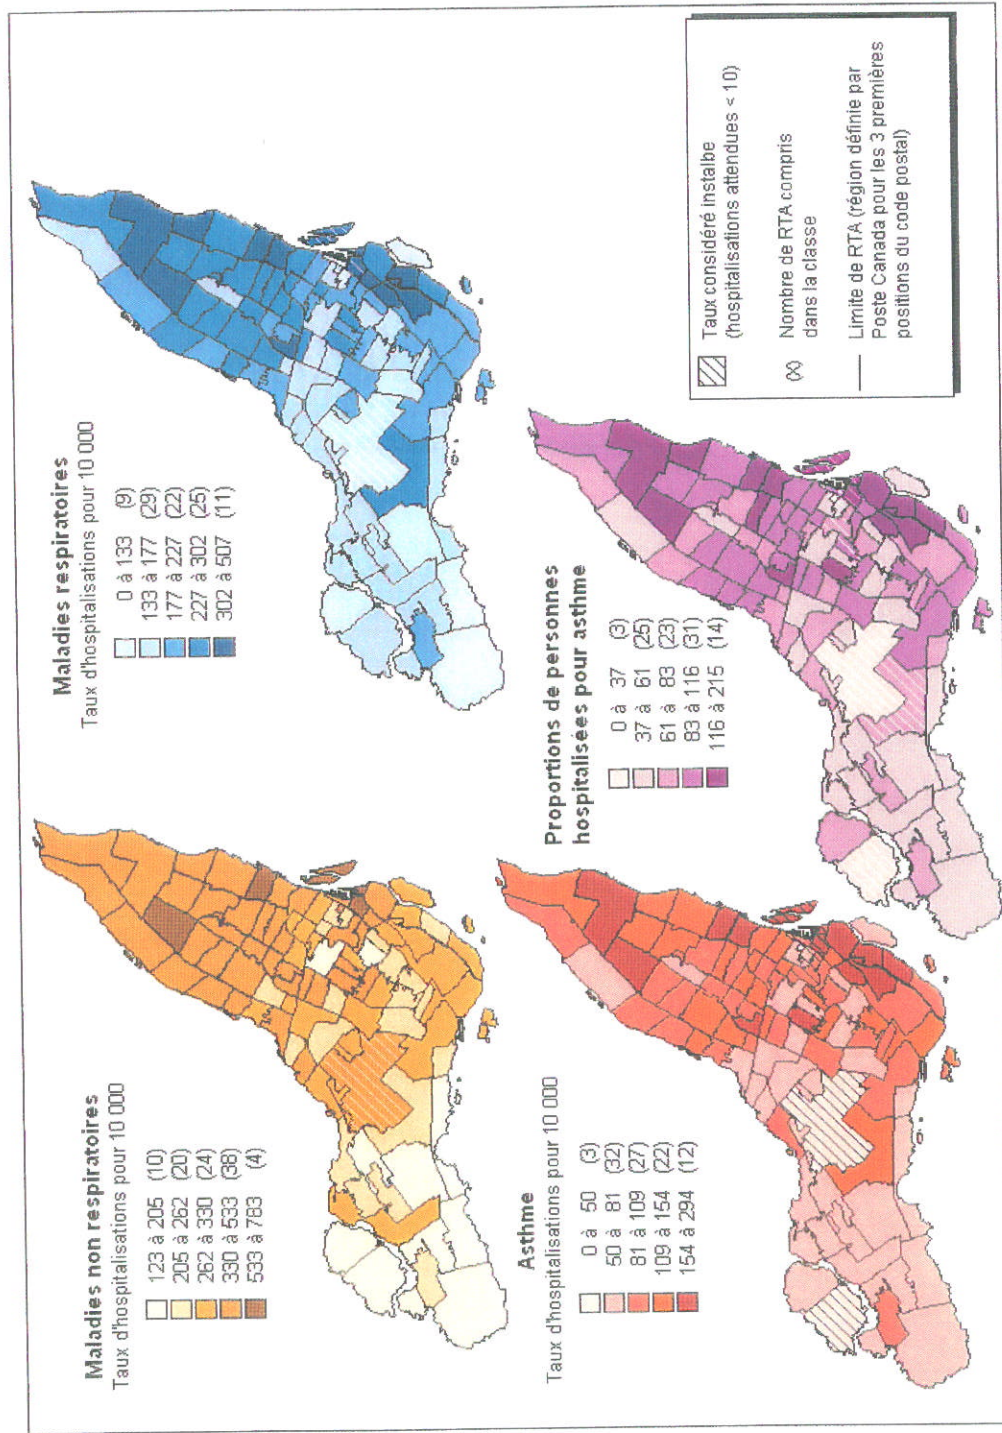 Maladies non respiratoires
Taux d'hospitalisations pour 10 000
123 à 205 (10)
205 à 262 (20)
262 à 330 (24)
330 à 533 (38)
533 à 783 (4)
Maladies respiratoires
Taux d'hospitalisations pour 10 000
0 à 133 (9)
133 à 177 (29)
177 à 227 (22)
227 à 302 (25)
302 à 507 (11)
Asthme
Taux d'hospitalisations pour 10 000
0 à 50 (3)
50 à 81 (32)
81 à 109 (27)
109 à 154 (22)
154 à 294 (12)
Proportions de personnes
hospitalisées pour asthme
0 à 37 (3)
37 à 61 (25)
61 à 83 (23)
83 à 116 (31)
116 à 215 (14)
Taux considéré instalbe
(hospitalisations attendues < 10)
(x) Nombre de RTA compris
dans la classe
Limite de RTA (région définie par
Poste Canada pour les 3 premières
positions du code postal)